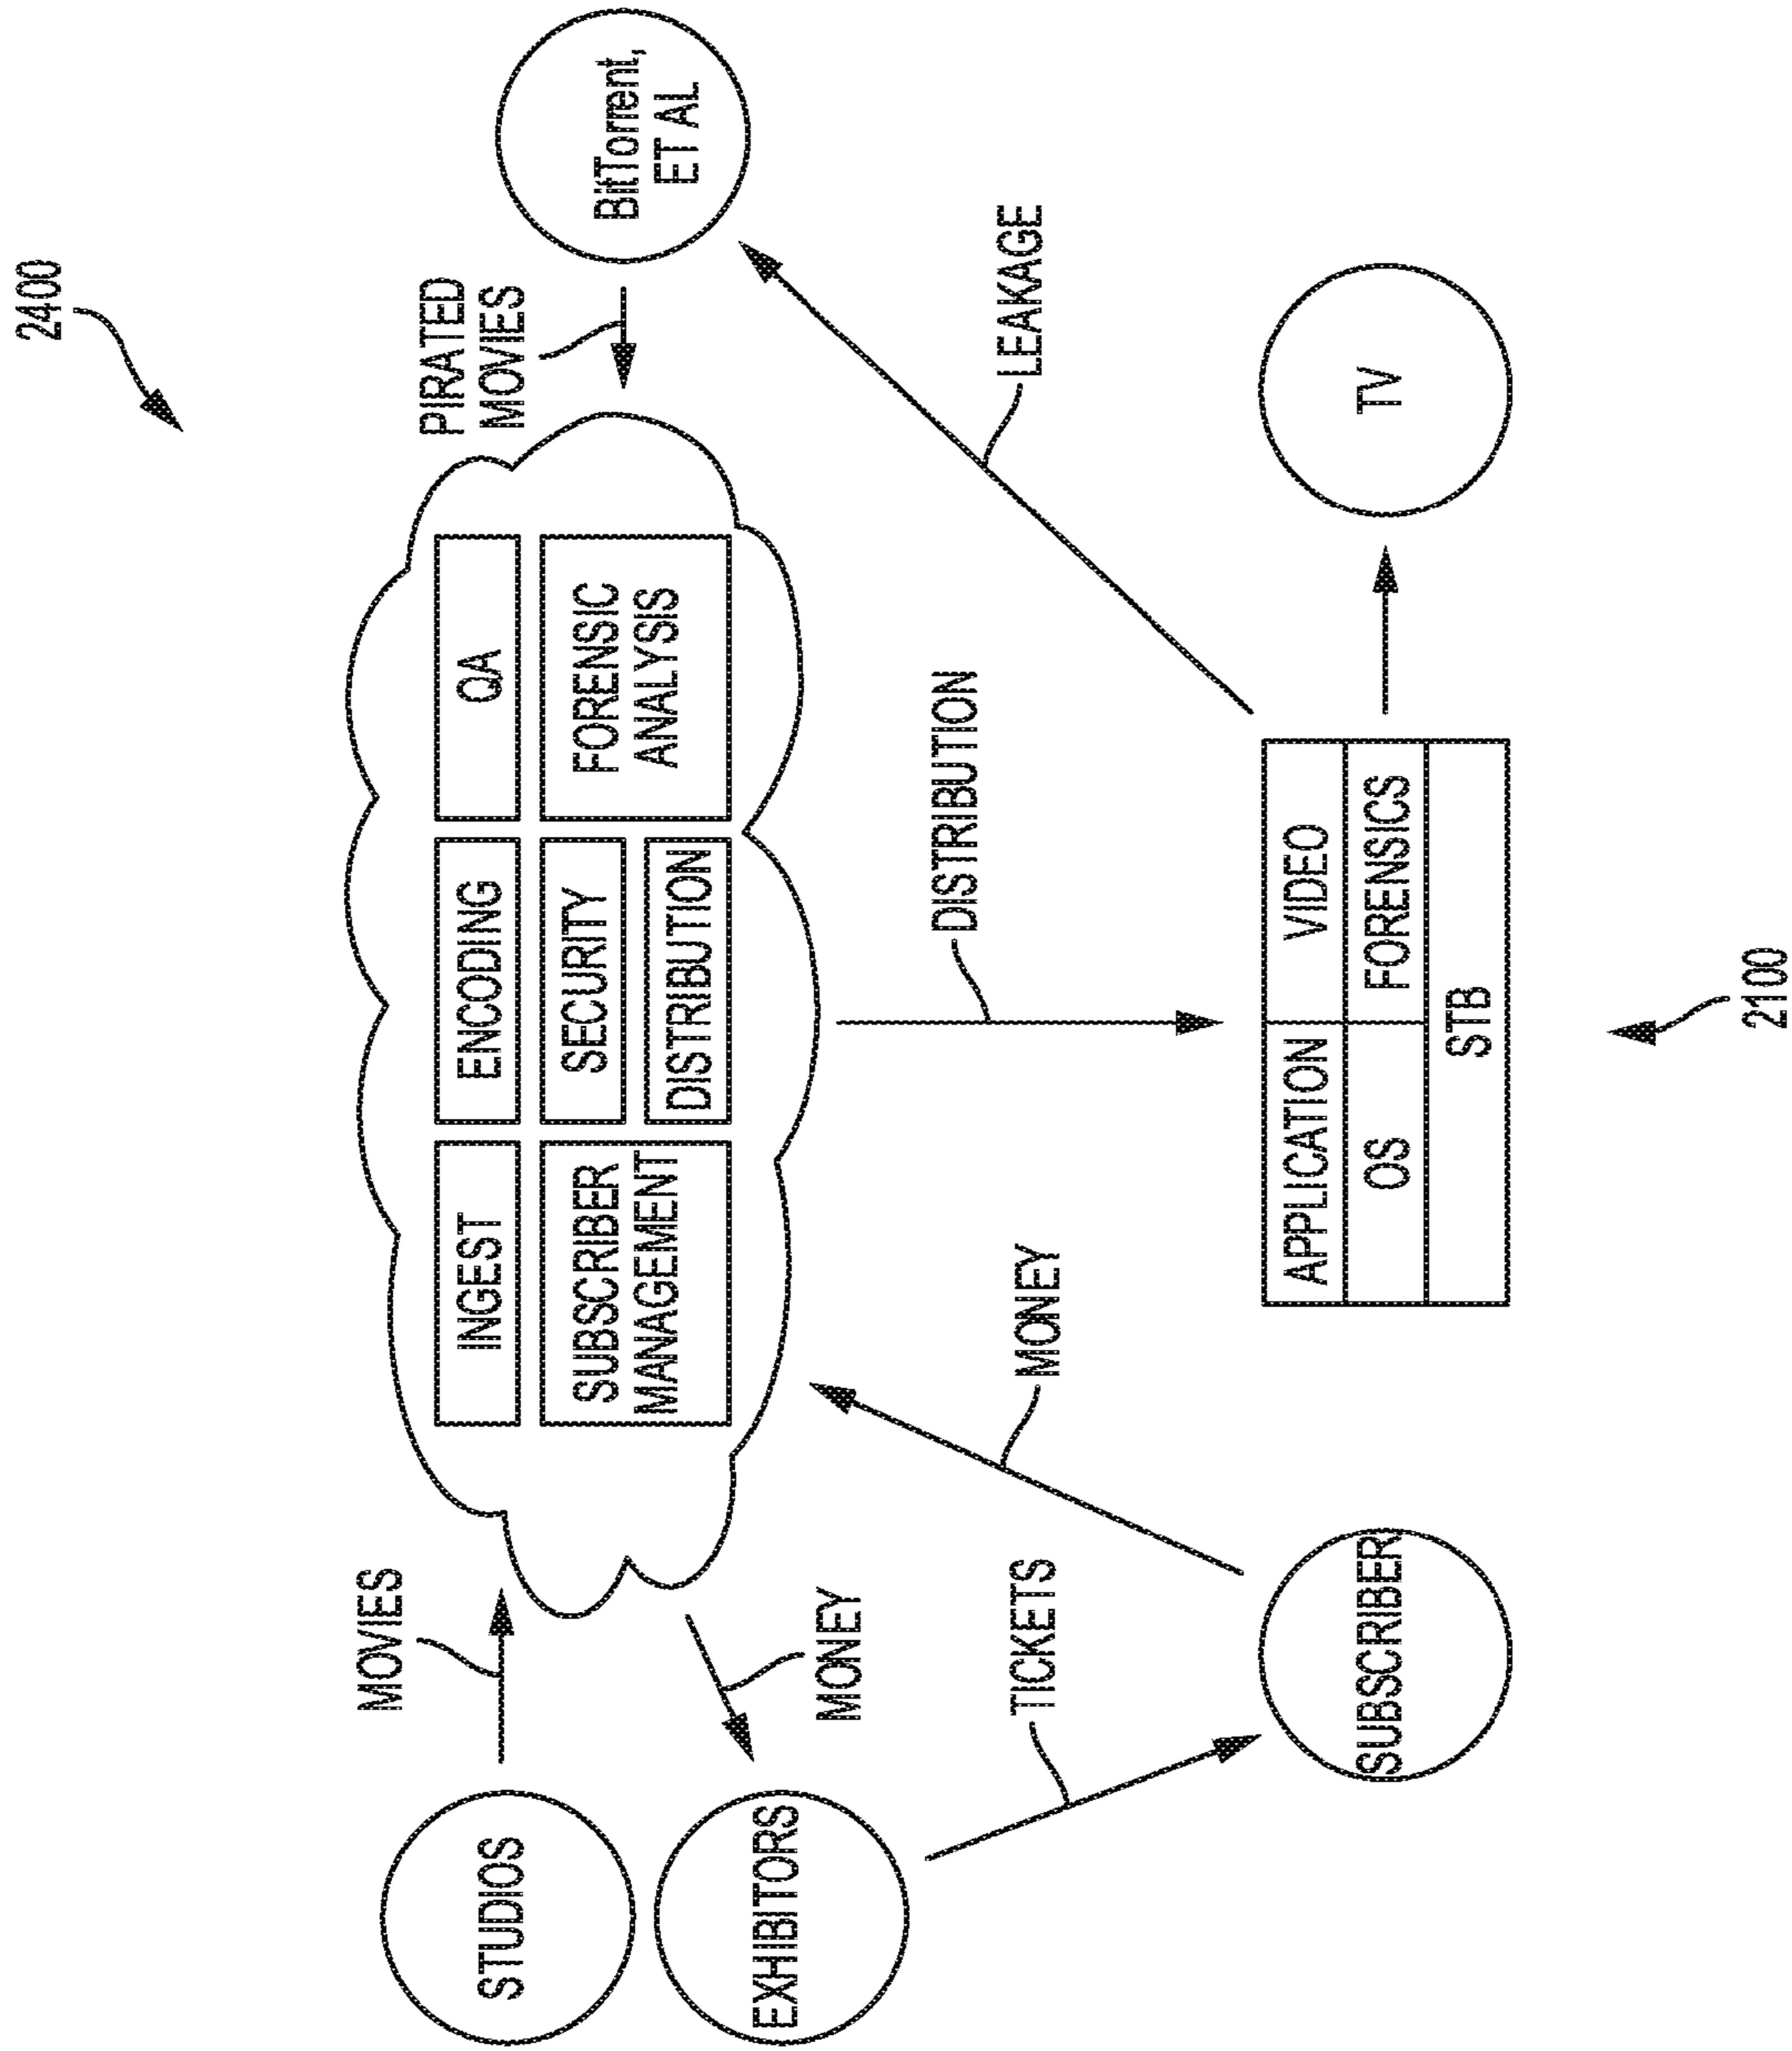 2400
STUDIOS
MOVIES
INGEST
ENCODING
QA
PIRATED
MOVIES
BitTorrent,
ET AL
SUBSCRIBER
MANAGEMENT
SECURITY
DISTRIBUTION
FORENSIC
ANALYSIS
EXHIBITORS
MONEY
TICKETS
MONEY
DISTRIBUTION
LEAKAGE
SUBSCRIBER
APPLICATION
VIDEO
OS
FORENSICS
STB
TV
2100